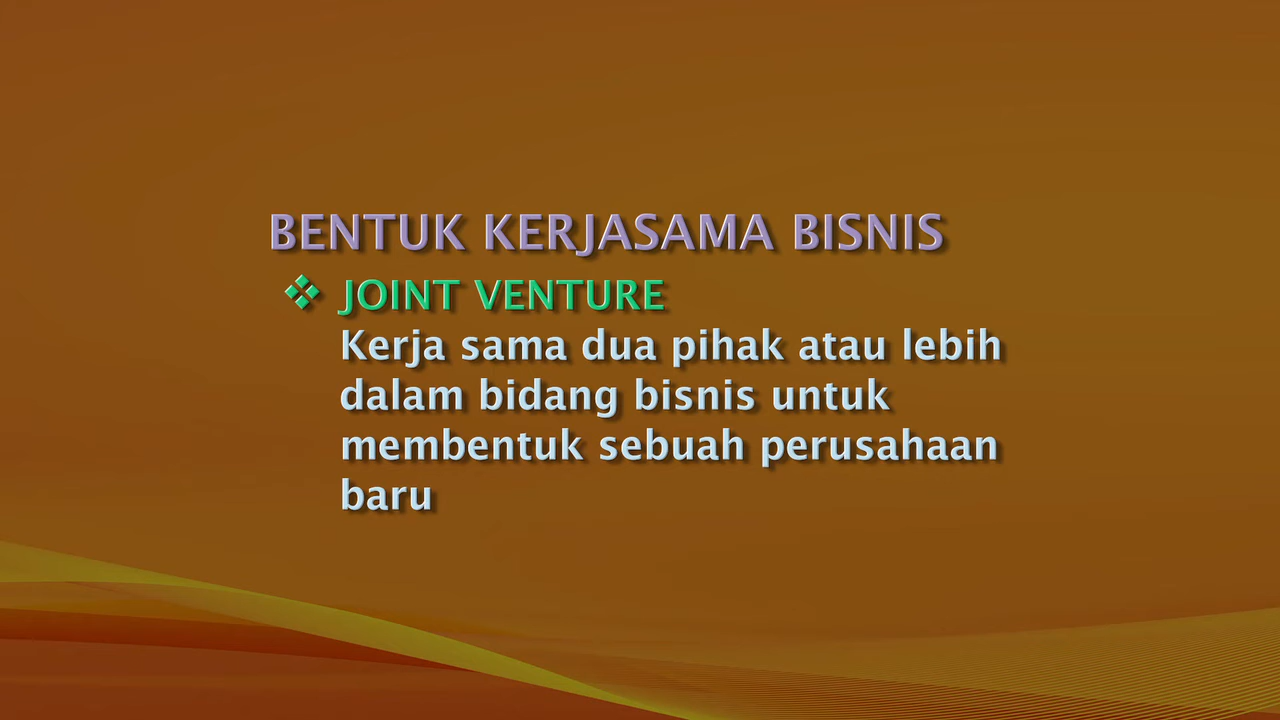 BENTUK KERJASAMA BISNIS
❖ JOINT VENTURE
Kerja sama dua pihak atau lebih
dalam bidang bisnis untuk
membentuk sebuah perusahaan
baru